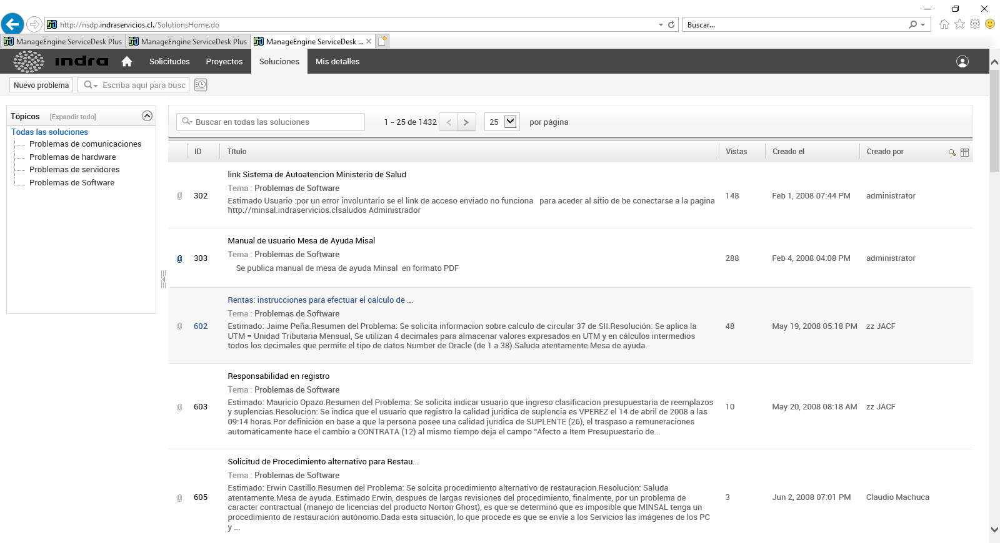 http://nsdp.indraservicios.cl./SolutionsHome.do
Buscar...
ManageEngine ServiceDesk Plus
ManageEngine ServiceDesk Plus
ManageEngine ServiceDesk ...
indra
Solicitudes
Proyectos
Soluciones
Mis detalles
Nuevo problema
Escriba aquí para busc
Tópicos
[Expandir todo]
Todas las soluciones
Problemas de comunicaciones
Problemas de hardware
Problemas de servidores
Problemas de Software
Buscar en todas las soluciones
1 - 25 de 1432
25
por página
ID
Título
Vistas
Creado el
Creado por
link Sistema de Autoatencion Ministerio de Salud
Tema : Problemas de Software
302
Estimado Usuario :por un error involuntario se el link de acceso enviado no funciona   para aceder al sitio de be conectarse a la pagina
http://minsal.indraservicios.clsaludos Administrador
148
Feb 1, 2008 07:44 PM
administrator
Manual de usuario Mesa de Ayuda Misal
Tema : Problemas de Software
303
Se publica manual de mesa de ayuda Minsal  en formato PDF
288
Feb 4, 2008 04:08 PM
administrator
Rentas: instrucciones para efectuar el calculo de ...
Tema : Problemas de Software
602
Estimado: Jaime Peña.Resumen del Problema: Se solicita informacion sobre calculo de circular 37 de SII.Resolución: Se aplica la
UTM = Unidad Tributaria Mensual, Se utilizan 4 decimales para almacenar valores expresados en UTM y en cálculos intermedios
todos los decimales que permite el tipo de datos Number de Oracle (de 1 a 38).Saluda atentamente.Mesa de ayuda.
48
May 19, 2008 05:18 PM
zz JACF
Responsabilidad en registro
Tema : Problemas de Software
603
Estimado: Mauricio Opazo.Resumen del Problema: Se solicita indicar usuario que ingreso clasificacion presupuestaria de reemplazos
y suplencias.Resolución: Se indica que el usuario que registro la calidad juridica de suplencia es VPEREZ el 14 de abril de 2008 a las
09:14 horas.Por definición en base a que la persona posee una calidad jurídica de SUPLENTE (26), el traspaso a remuneraciones
automáticamente hace el cambio a CONTRATA (12) al mismo tiempo deja el campo “Afecto a Ítem Presupuestario de...
10
May 20, 2008 08:18 AM
zz JACF
Solicitud de Procedimiento alternativo para Restau...
Tema : Problemas de Software
605
Estimado: Erwin Castillo.Resumen del Problema: Se solcita procedimiento alternativo de restauracion.Resolución: Saluda
atentamente.Mesa de ayuda. Estimado Erwin, después de largas revisiones del procedimiento, finalmente, por un problema de
caracter contractual (manejo de licencias del producto Norton Ghost), es que se determinó que es imposible que MINSAL tenga un
procedimiento de restauración autónomo.Dada esta situación, lo que procede es que se envíe a los Servicios las imágenes de los PC
y ...
3
Jun 2, 2008 07:01 PM
Claudio Machuca